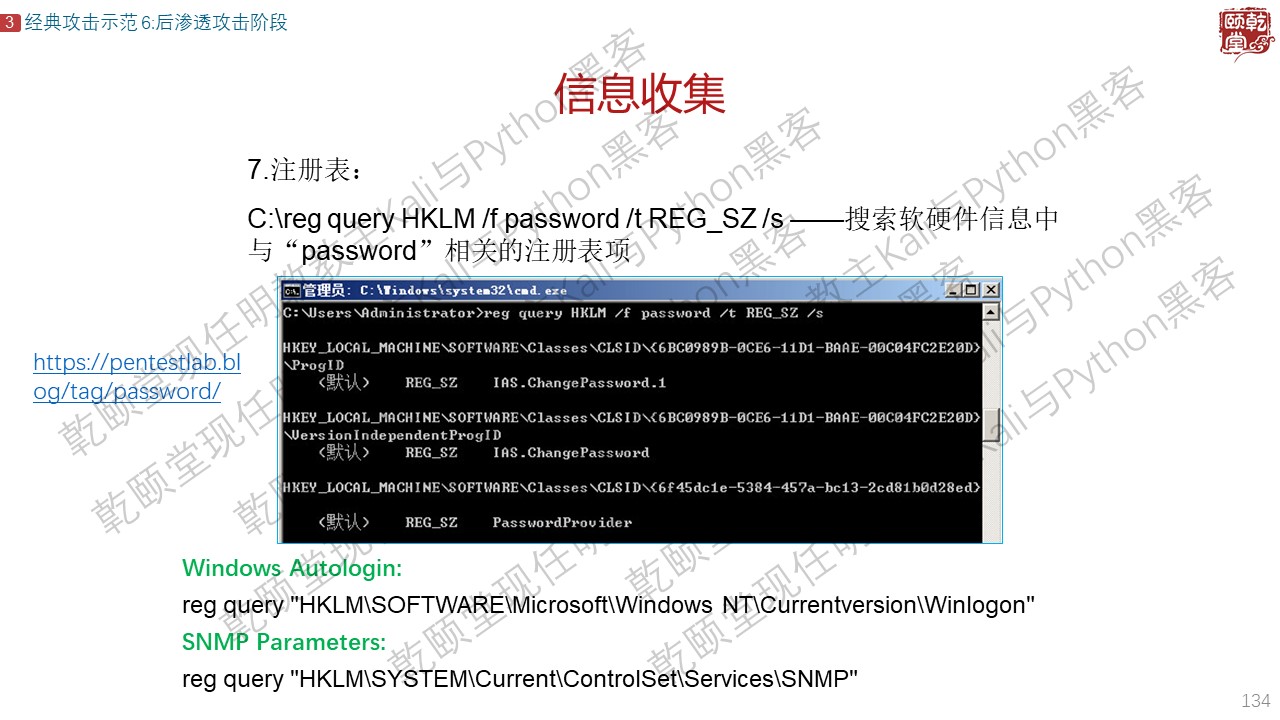 3 经典攻击示范 6:后渗透攻击阶段
颐乾堂
信息收集
7.注册表：
C:\reg query HKLM /f password /t REG_SZ /s ——搜索软硬件信息中
与“password”相关的注册表项
管理员: C:\Windows\system32\cmd.exe
C:\Users\Administrator>reg query HKLM /f password /t REG_SZ /s
HKEY_LOCAL_MACHINE\SOFTWARE\Classes\CLSID\{6BC0989B-0CE6-11D1-BAAE-00C04FC2E20D}
\ProgID
(默认) REG_SZ IAS.ChangePassword.1
HKEY_LOCAL_MACHINE\SOFTWARE\Classes\CLSID\{6BC0989B-0CE6-11D1-BAAE-00C04FC2E20D}
\VersionIndependentProgID
(默认) REG_SZ IAS.ChangePassword
HKEY_LOCAL_MACHINE\SOFTWARE\Classes\CLSID\{6f45dc1e-5384-457a-bc13-2cd81b0d28ed}
(默认) REG_SZ PasswordProvider
https://pentestlab.bl
og/tag/password/
Windows Autologin:
reg query "HKLM\SOFTWARE\Microsoft\Windows NT\Currentversion\Winlogon"
SNMP Parameters:
reg query "HKLM\SYSTEM\Current\ControlSet\Services\SNMP"
乾颐堂现任明教教主Kali与Python黑客
134